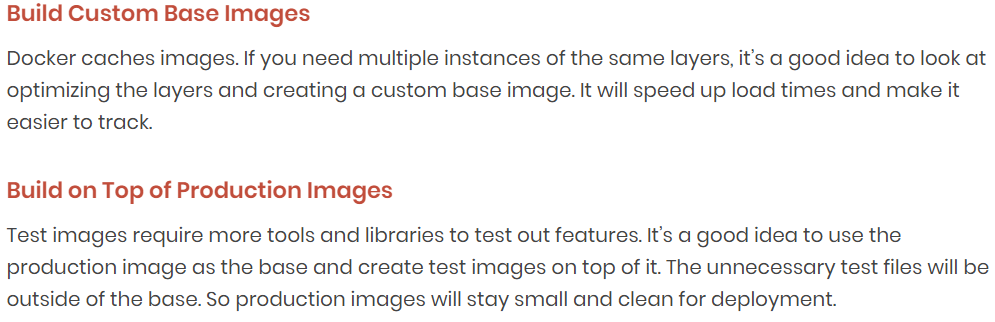 Build Custom Base Images
Docker caches images. If you need multiple instances of the same layers, it's a good idea to look at
optimizing the layers and creating a custom base image. It will speed up load times and make it
easier to track.
Build on Top of Production Images
Test images require more tools and libraries to test out features. It's a good idea to use the
production image as the base and create test images on top of it. The unnecessary test files will be
outside of the base. So production images will stay small and clean for deployment.